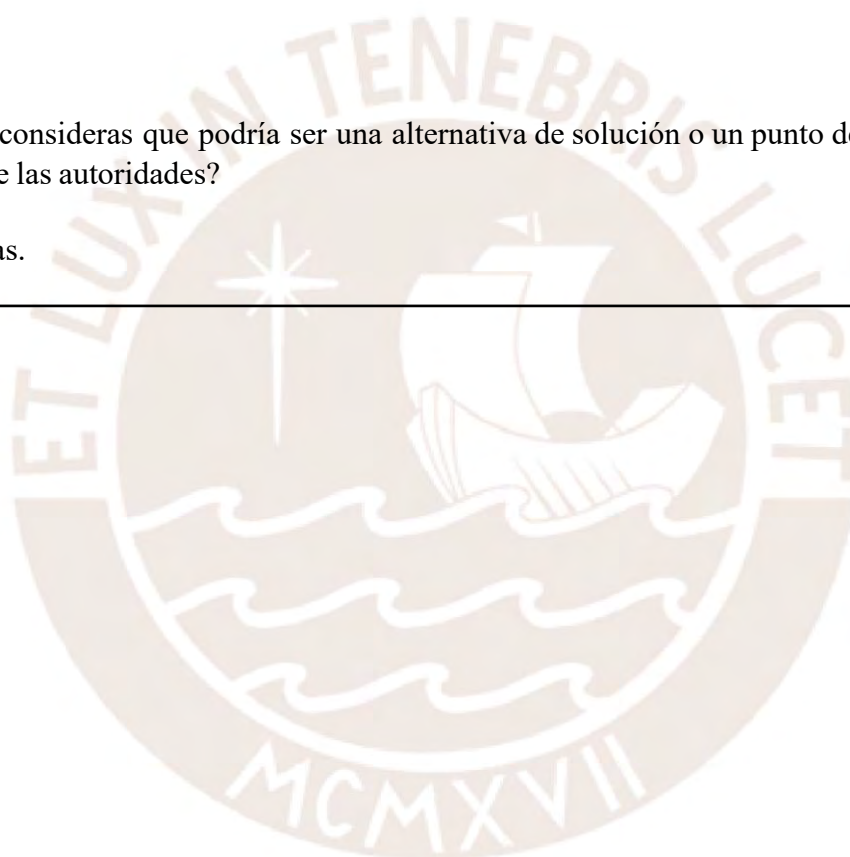 consideras que podría ser una alternativa de solución o un punto
las autoridades?
as.
ET LUX IN TENEBRIS LUCET
MCMXVII